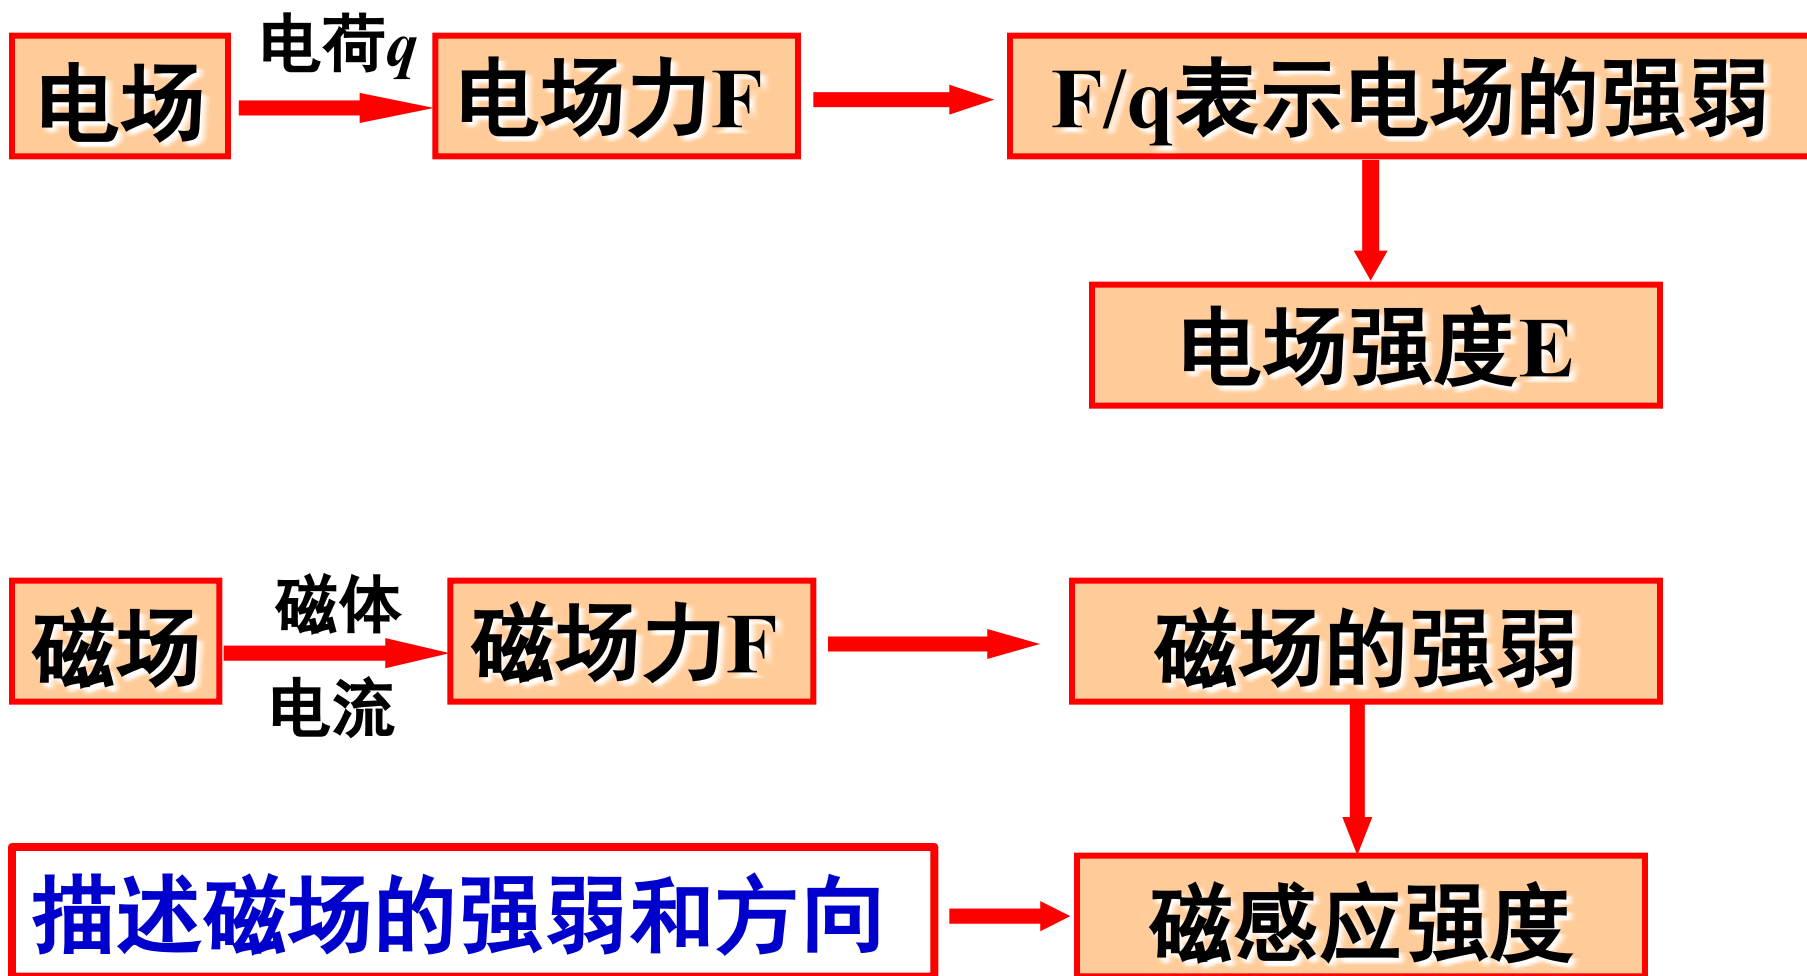 电荷q
电场
电场力F
F/q表示电场的强弱
电场强度E
磁体
磁场
磁场力F
磁场的强弱
电流
描述磁场的强弱和方向
磁感应强度